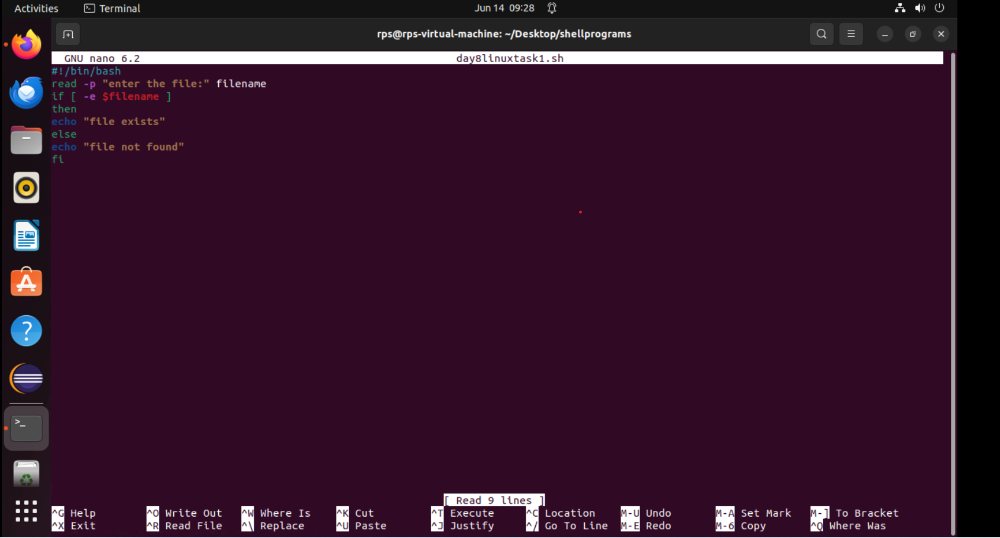 Activities Terminal Jun 14 09:28
rps@rps-virtual-machine: ~/Desktop/shellprograms
GNU nano 6.2 day8linuxtask1.sh
#!/bin/bash
read -p "enter the file:" filename
if [ -e $filename ]
then
echo "file exists"
else
echo "file not found"
fi
[ Read 9 lines ]
^G Help ^O Write Out ^W Where Is ^K Cut ^T Execute ^C Location M-U Undo M-A Set Mark M-] To Bracket
^X Exit ^R Read File ^\ Replace ^U Paste ^J Justify ^/ Go To Line M-E Redo M-6 Copy ^Q Where Was